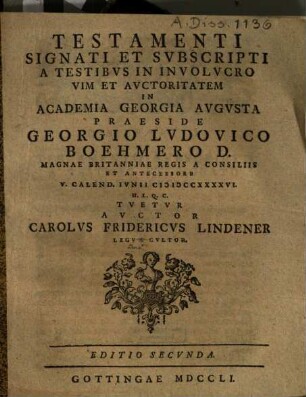 A. Diss. 1136
TESTAMENTI
SIGNATI ET SVBSCRIPTI
A TESTIBVS IN INVOLVCRO
VIM ET AVCTORITATEM
IN
ACADEMIA GEORGIA AVGVSTA
PRAESIDE
GEORGIO LVDOVICO
BOEHMERO D.
MAGNAE BRITANNIAE REGIS A CONSILIIS
ET ANTECESSORE
V. CALEND. IVNII CIƆIƆCCXXXXVI.
H. L. Q. C.
TVETVR
AVCTOR
CAROLVS FRIDERICVS LINDENER
LEGVM CVLTOR.
EDITIO SECVNDA.
GOTTINGAE MDCCLI.